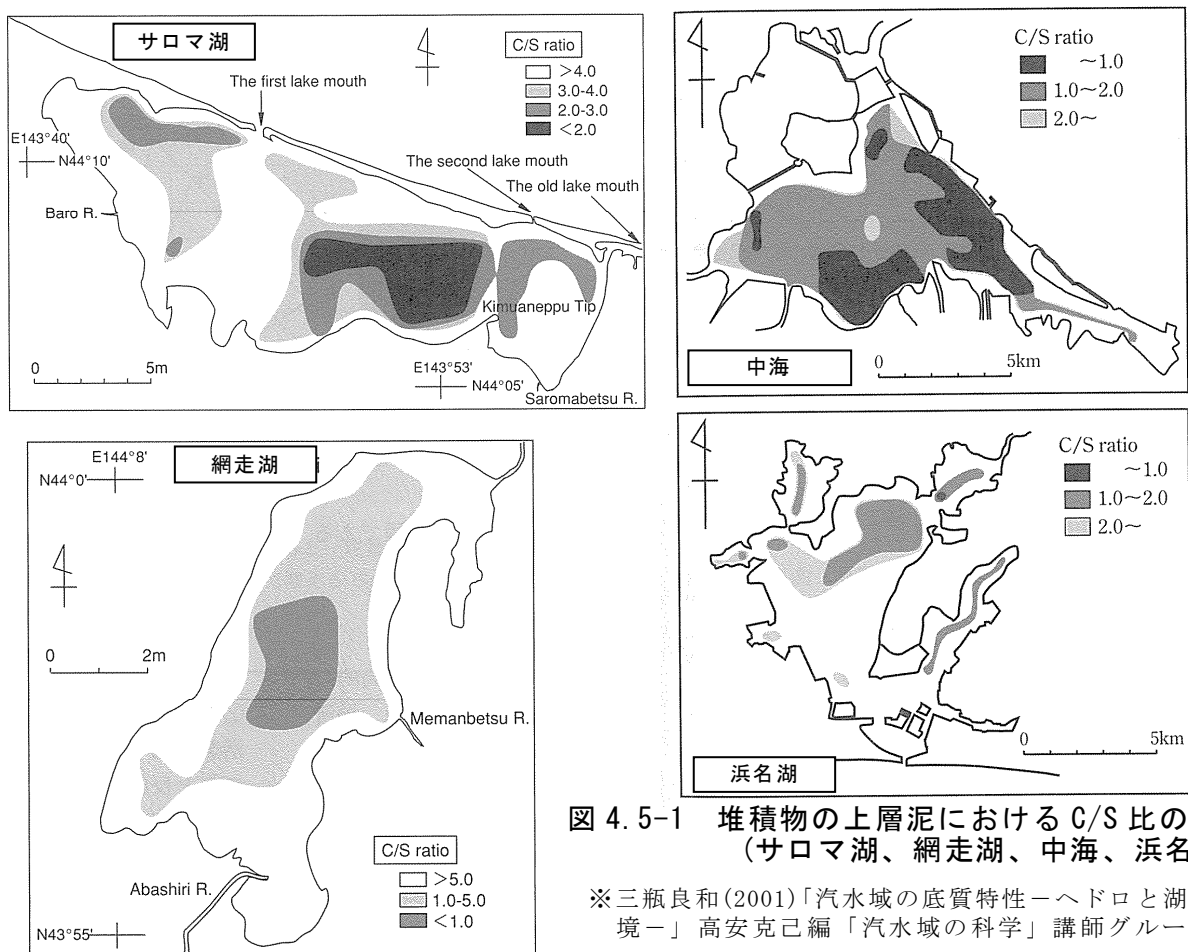 サロマ湖
C/S ratio
>4.0
3.0-4.0
2.0-3.0
<2.0
The first lake mouth
E143°40'
N44°10'
The second lake mouth
The old lake mouth
Baro R.
Kimuaneppu Tip
0 5m
E143°53'
N44°05'
Saromabetsu R.
C/S ratio
~1.0
1.0~2.0
2.0~
中海
0 5km
E144°8'
N44°0'
網走湖
0 2m
Memanbetsu R.
C/S ratio
>5.0
1.0-5.0
<1.0
Abashiri R.
N43°55'
C/S ratio
~1.0
1.0~2.0
2.0~
0 5km
浜名湖
図 4.5-1 堆積物の上層泥における C/S 比の
(サロマ湖、網走湖、中海、浜名
※三瓶良和(2001)「汽水域の底質特性－ヘドロと湖
境－」高安克己編「汽水域の科学」講師グルー